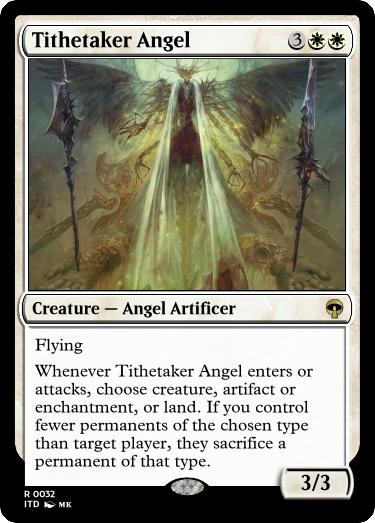 Tithetaker Angel 3
Creature — Angel Artificer
Flying
Whenever Tithetaker Angel enters or
attacks, choose creature, artifact or
enchantment, or land. If you control
fewer permanents of the chosen type
than target player, they sacrifice a
permanent of that type.
3/3
R 0032
ITD MK